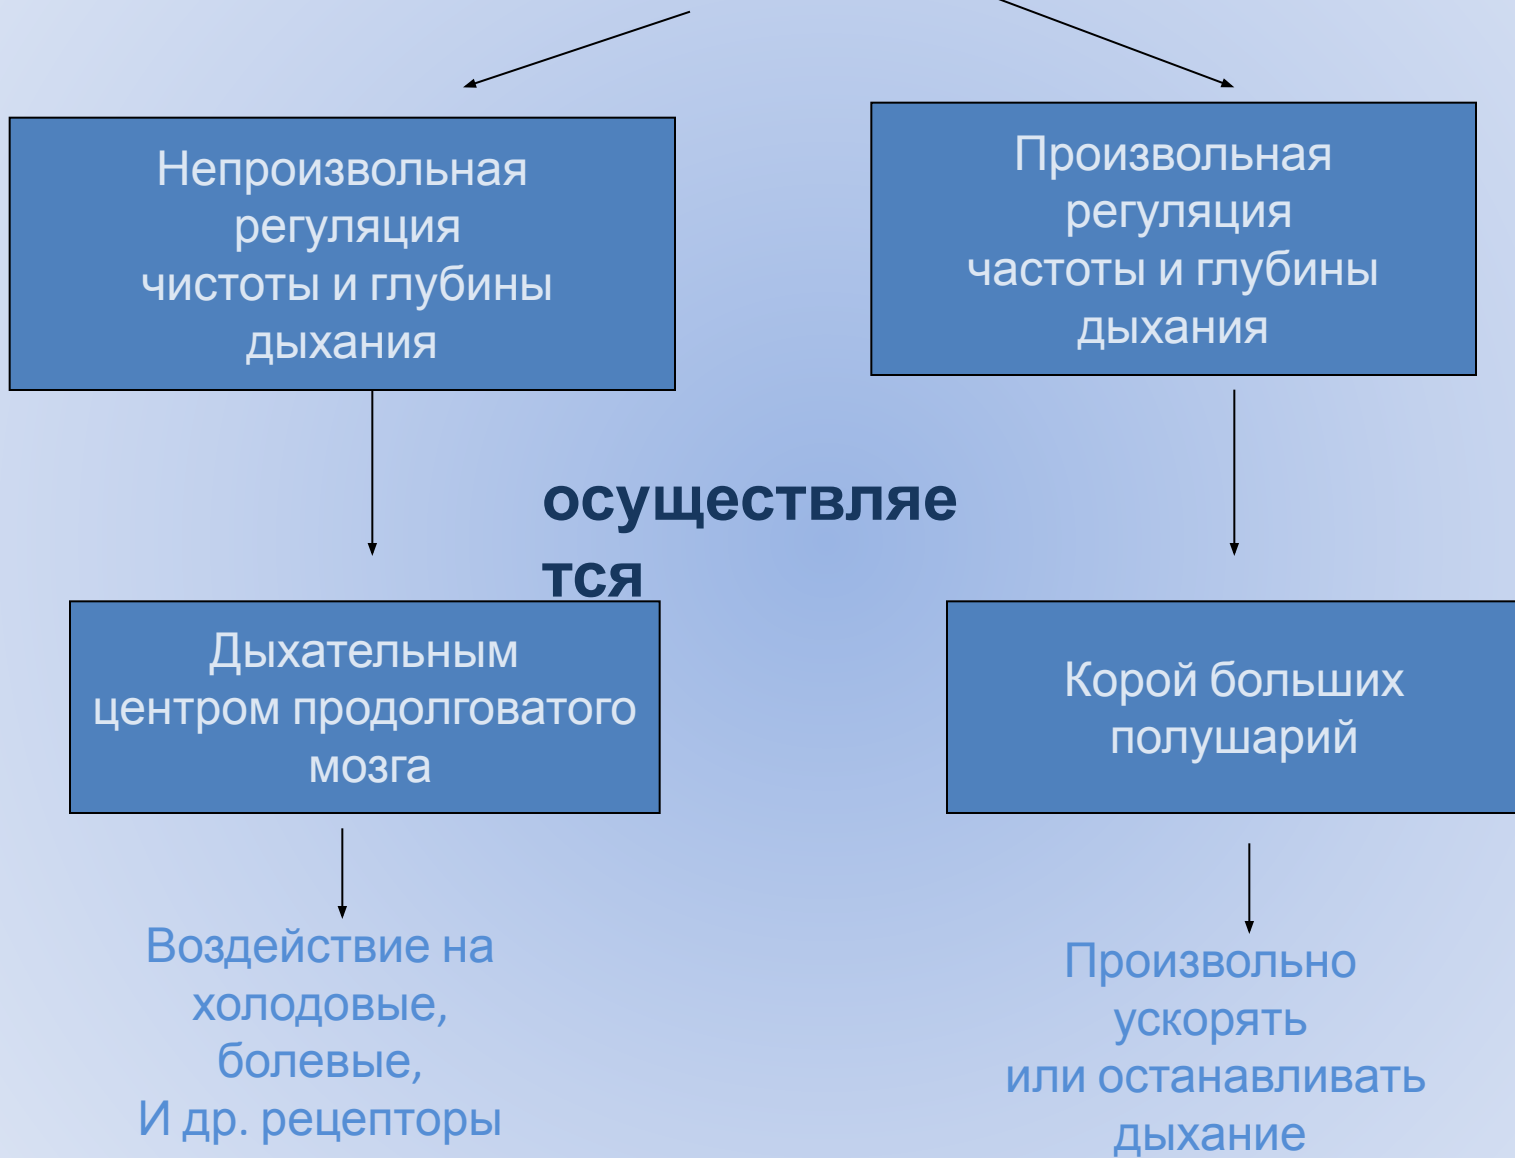 Непроизвольная
регуляция
чистоты и глубины
дыхания
Произвольная
регуляция
частоты и глубины
дыхания
осуществляе
тся
Дыхательным
центром продолговатого
мозга
Корой больших
полушарий
Воздействие на
холодовые,
болевые,
И др. рецепторы
Произвольно
ускорять
или останавливать
дыхание